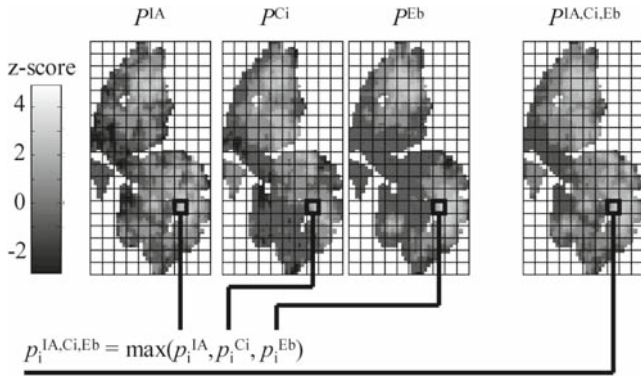 P^IA P^Ci P^Eb P^IA,Ci,Eb
z-score
4
2
0
-2
p_i^IA,Ci,Eb = max(p_i^IA, p_i^Ci, p_i^Eb)